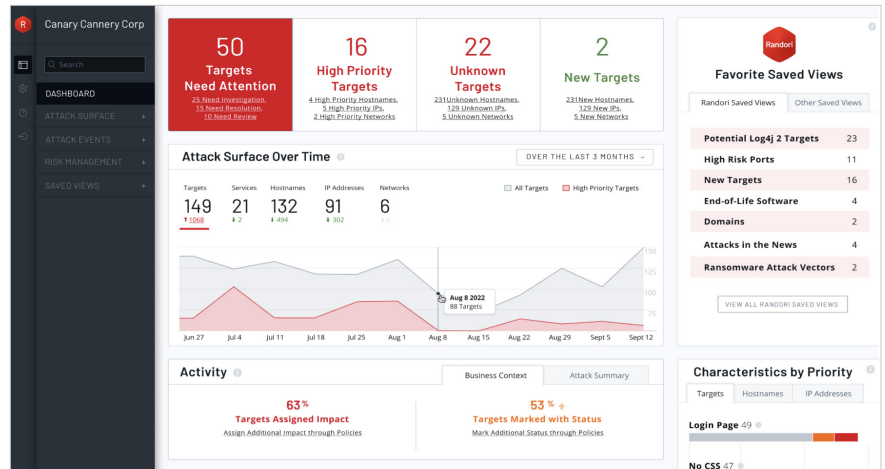 R
Canary Cannery Corp
Search
DASHBOARD
ATTACK SURFACE +
ATTACK EVENTS +
RISK MANAGEMENT +
SAVED VIEWS +
50
Targets
Need Attention
25 Need Investigation,
15 Need Resolution,
10 Need Review
16
High Priority
Targets
4 High Priority Hostnames,
5 High Priority IPs,
2 High Priority Networks
22
Unknown
Targets
231Unknown Hostnames,
129 Unknown IPs,
5 Unknown Networks
2
New Targets
231New Hostnames,
129 New IPs,
5 New Networks
Attack Surface Over Time
OVER THE LAST 3 MONTHS
Targets Services Hostnames IP Addresses Networks
149 21 132 91 6
1068 2 494 302
All Targets High Priority Targets
150
125
100
75
Aug 8 2022
88 Targets
Jun 27 Jul 4 Jul 11 Jul 18 Jul 25 Aug 1 Aug 8 Aug 15 Aug 22 Aug 29 Sept 5 Sept 12
Activity
Business Context Attack Summary
63%
Targets Assigned Impact
Assign Additional Impact through Policies
53%
Targets Marked with Status
Mark Additional Status through Policies
Randori
Favorite Saved Views
Randori Saved Views Other Saved Views
Potential Log4j 2 Targets 23
High Risk Ports 11
New Targets 16
End-of-Life Software 4
Domains 2
Attacks in the News 4
Ransomware Attack Vectors 2
VIEW ALL RANDORI SAVED VIEWS
Characteristics by Priority
Targets Hostnames IP Addresses
Login Page 49
No CSS 47